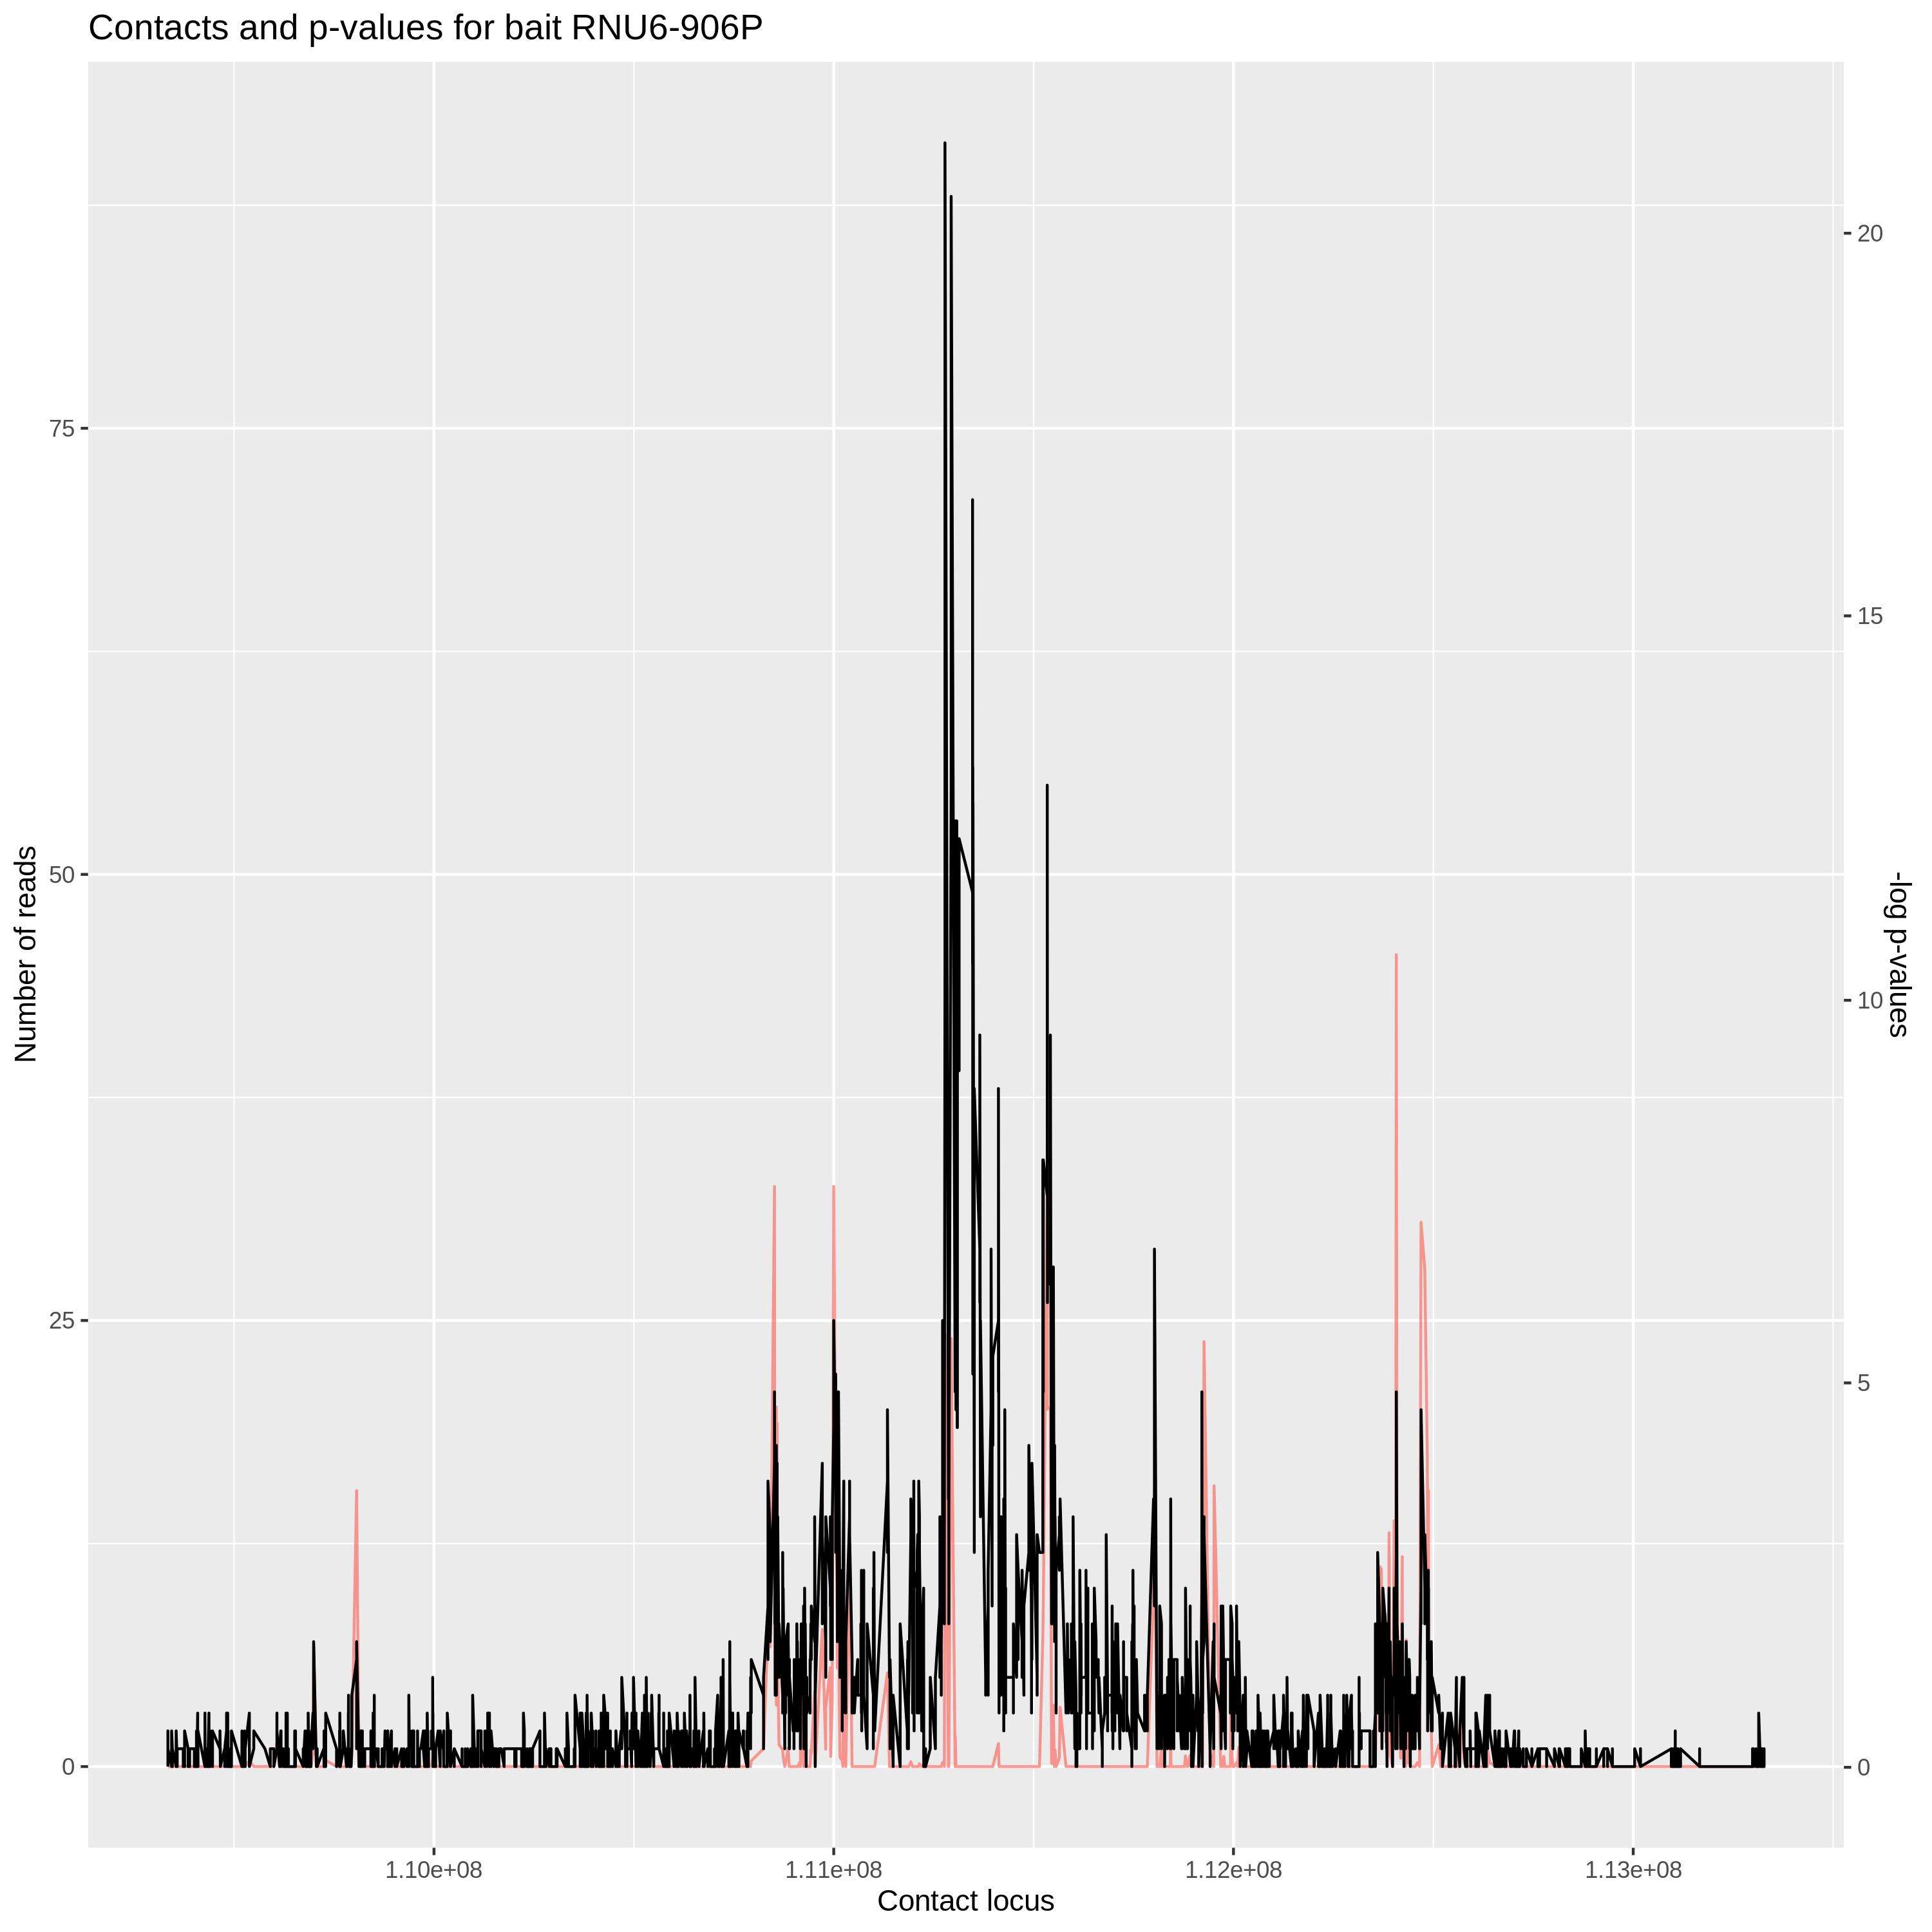 Contacts and p-values for bait RNU6-906P
Number of reads
75
50
25
0
20
15
10
5
0
-log p-values
1.10e+08
1.11e+08
1.12e+08
1.13e+08
Contact locus